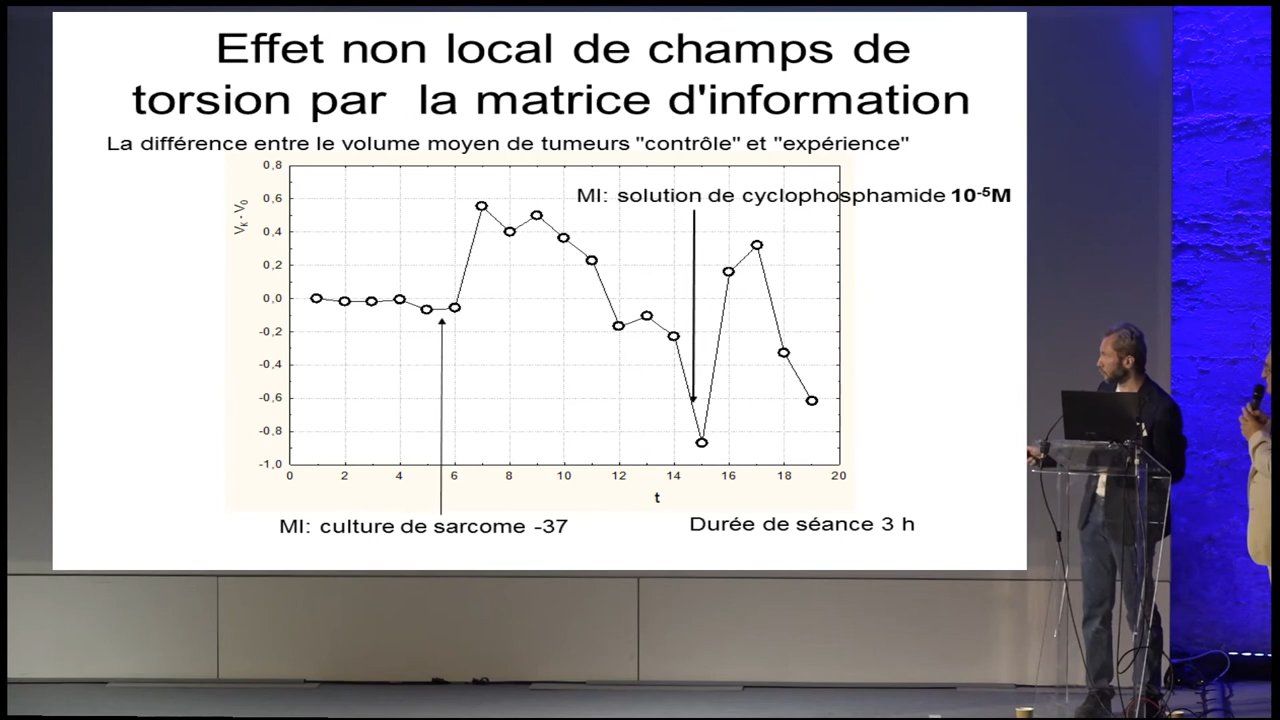 Effet non local de champs de
torsion par la matrice d'information
La différence entre le volume moyen de tumeurs "contrôle" et "expérience"
0,8
0,6
0,4
0,2
0,0
-0,2
-0,4
-0,6
-0,8
-1,0
V_K - V_0
MI: solution de cyclophosphamide 10⁻⁵M
0 2 4 6 8 10 12 14 16 18 20
t
MI: culture de sarcome -37
Durée de séance 3 h